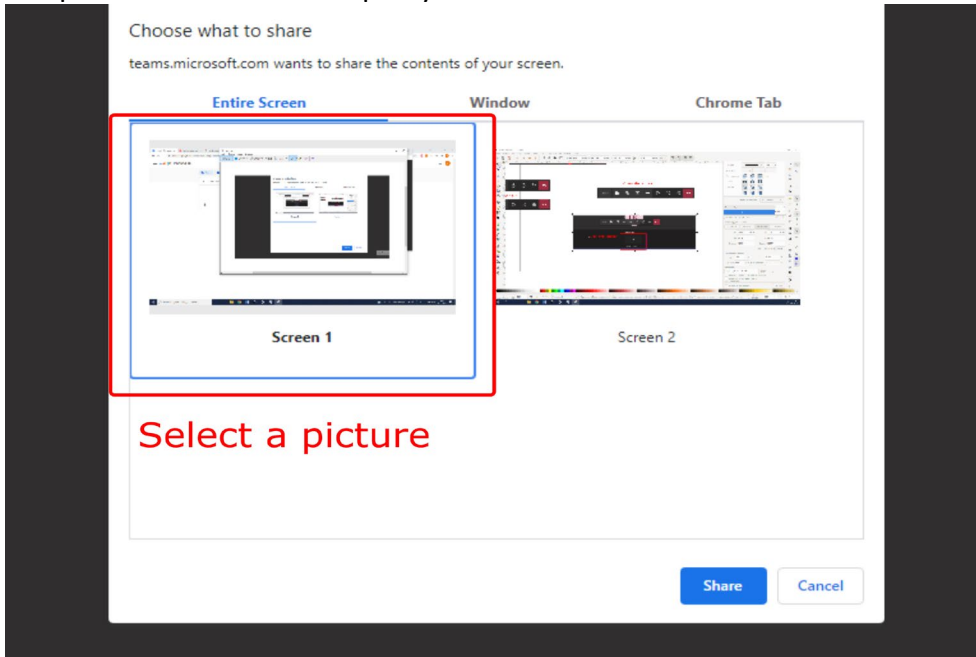 Choose what to share
teams.microsoft.com wants to share the contents of your screen.
Entire Screen
Window
Chrome Tab
Screen 1
Screen 2
Select a picture
Share
Cancel